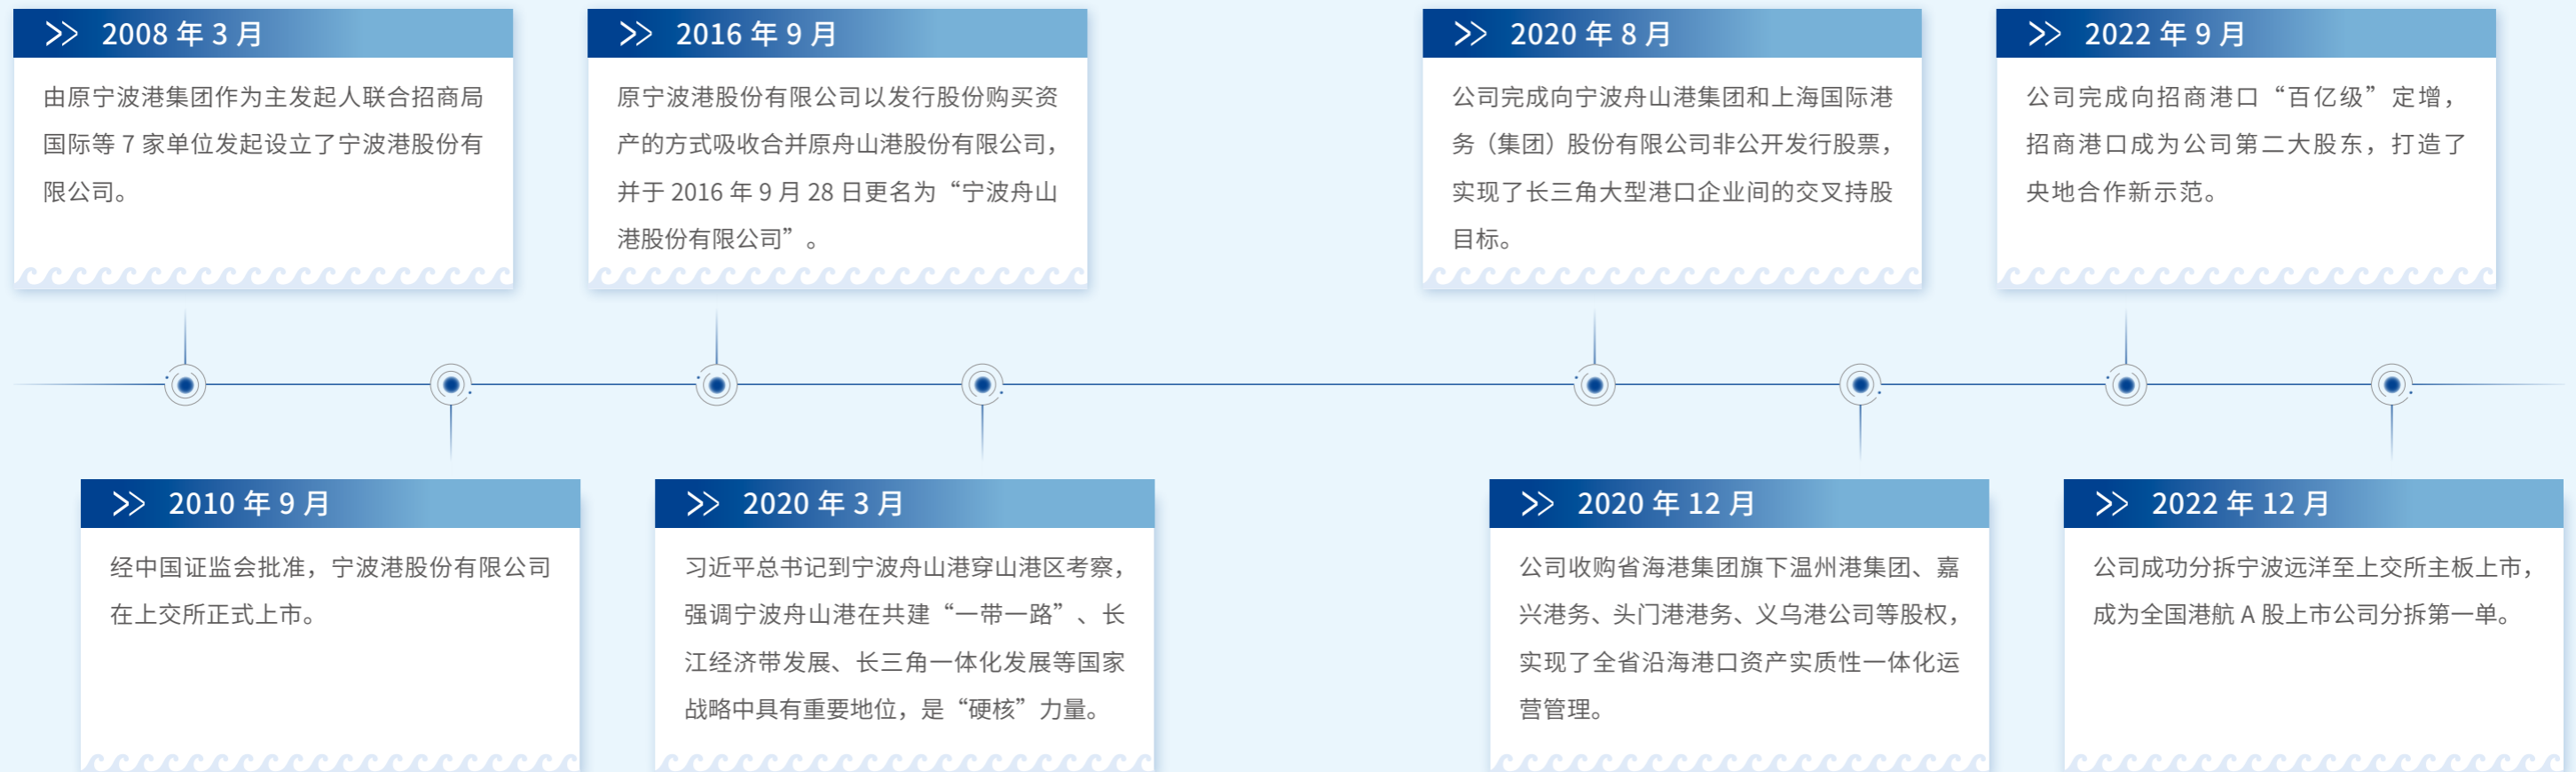 2008 年 3 月
由原宁波港集团作为主发起人联合招商局
国际等 7 家单位发起设立了宁波港股份有
限公司。
2010 年 9 月
经中国证监会批准，宁波港股份有限公司
在上交所正式上市。
2016 年 9 月
原宁波港股份有限公司以发行股份购买资
产的方式吸收合并原舟山港股份有限公司，
并于 2016 年 9 月 28 日更名为“宁波舟山
港股份有限公司”。
2020 年 3 月
习近平总书记到宁波舟山港穿山港区考察，
强调宁波舟山港在共建“一带一路”、长
江经济带发展、长三角一体化发展等国家
战略中具有重要地位，是“硬核”力量。
2020 年 8 月
公司完成向宁波舟山港集团和上海国际港
务（集团）股份有限公司非公开发行股票，
实现了长三角大型港口企业间的交叉持股
目标。
2020 年 12 月
公司收购省海港集团旗下温州港集团、嘉
兴港务、头门港港务、义乌港公司等股权，
实现了全省沿海港口资产实质性一体化运
营管理。
2022 年 9 月
公司完成向招商港口“百亿级”定增，
招商港口成为公司第二大股东，打造了
央地合作新示范。
2022 年 12 月
公司成功分拆宁波远洋至上交所主板上市，
成为全国港航 A 股上市公司分拆第一单。